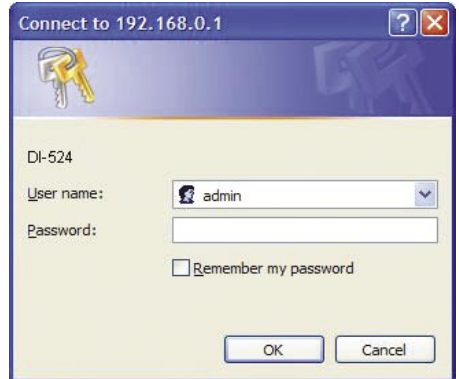 Connect to 192.168.0.1
DI-524
User name:
admin
Password:
Remember my password
OK
Cancel